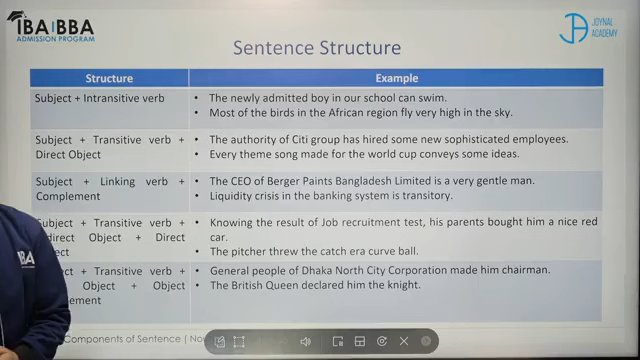 IBA|BBA
ADMISSION PROGRAM
JOYNAL
ACADEMY
Sentence Structure
Structure
Example
Subject + Intransitive verb
• The newly admitted boy in our school can swim.
• Most of the birds in the African region fly very high in the sky.
Subject + Transitive verb +
Direct Object
• The authority of Citi group has hired some new sophisticated employees.
• Every theme song made for the world cup conveys some ideas.
Subject + Linking verb +
Complement
• The CEO of Berger Paints Bangladesh Limited is a very gentle man.
• Liquidity crisis in the banking system is transitory.
Subject + Transitive verb +
Object + Direct
• Knowing the result of Job recruitment test, his parents bought him a nice red
car.
• The pitcher threw the catch era curve ball.
+ Transitive verb +
Object + Object
• General people of Dhaka North City Corporation made him chairman.
• The British Queen declared him the knight.
Components of Sentence |